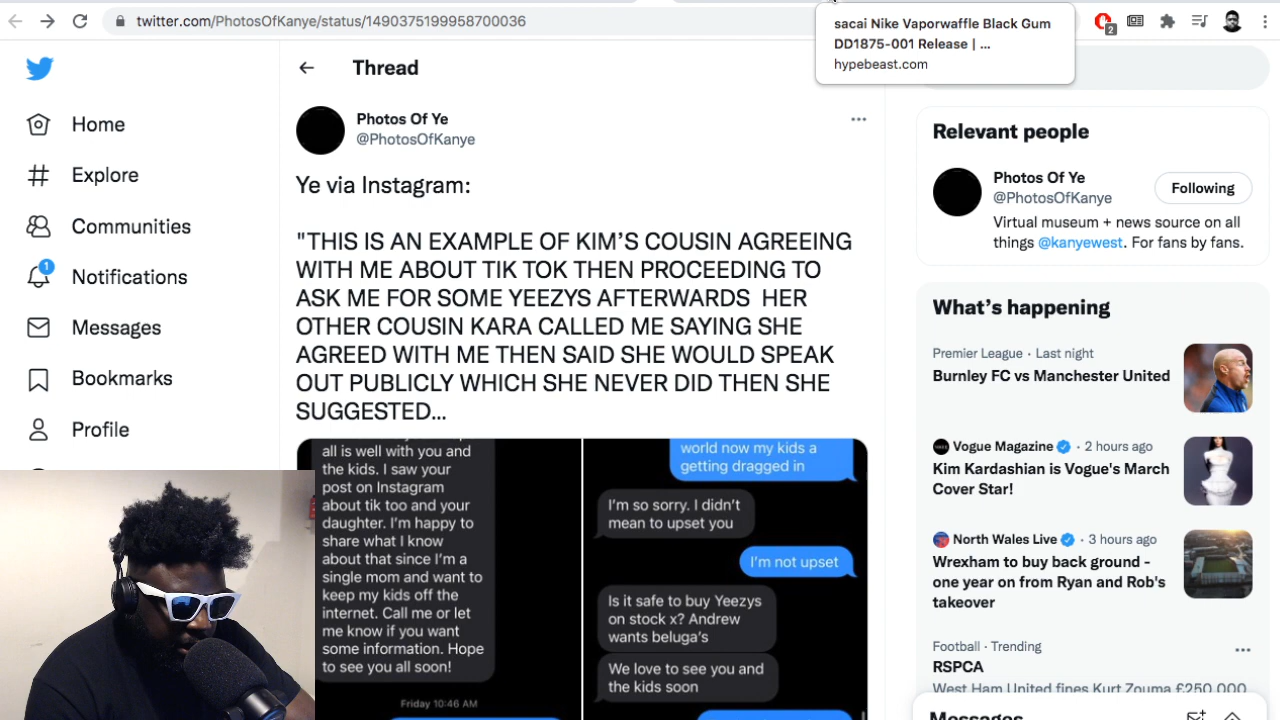 twitter.com/PhotosOfKanye/status/1490375199958700036
sacai Nike Vaporwaffle Black Gum
DD1875-001 Release | ...
hypebeast.com
2
Home
Explore
Communities
1
Notifications
Messages
Bookmarks
Profile
Thread
Photos Of Ye
@PhotosOfKanye
Ye via Instagram:
"THIS IS AN EXAMPLE OF KIM’S COUSIN AGREEING
WITH ME ABOUT TIK TOK THEN PROCEEDING TO
ASK ME FOR SOME YEEZYS AFTERWARDS  HER
OTHER COUSIN KARA CALLED ME SAYING SHE
AGREED WITH ME THEN SAID SHE WOULD SPEAK
OUT PUBLICLY WHICH SHE NEVER DID THEN SHE
SUGGESTED...
all is well with you and
the kids. I saw your
post on Instagram
about tik too and your
daughter. I’m happy to
share what I know
about that since I’m a
single mom and want to
keep my kids off the
internet. Call me or let
me know if you want
some information. Hope
to see you all soon!
Friday 10:46 AM
world now my kids a
getting dragged in
I’m so sorry. I didn’t
mean to upset you
I’m not upset
Is it safe to buy Yeezys
on stock x? Andrew
wants beluga’s
We love to see you and
the kids soon
Relevant people
Photos Of Ye
@PhotosOfKanye
Following
Virtual museum + news source on all
things @kanyewest. For fans by fans.
What’s happening
Premier League · Last night
Burnley FC vs Manchester United
Vogue Magazine · 2 hours ago
Kim Kardashian is Vogue's March
Cover Star!
North Wales Live · 3 hours ago
Wrexham to buy back ground -
one year on from Ryan and Rob's
takeover
Football · Trending
RSPCA
West Ham United fines Kurt Zouma £250,000
Messages